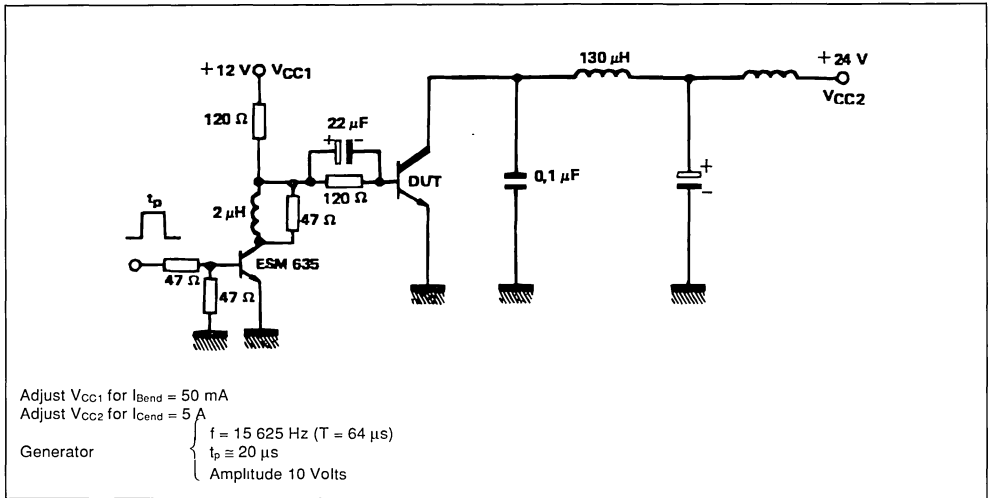 + 12 V VCC1
120 Ω
22 μF
+ −
120 Ω
DUT
130 μH
+ 24 V
VCC2
0,1 μF
+
−
tp
2 μH
47 Ω
ESM 635
47 Ω
47 Ω
Adjust VCC1 for IBend = 50 mA
Adjust VCC2 for ICend = 5 A
Generator
f = 15 625 Hz (T = 64 μs)
tp ≅ 20 μs
Amplitude 10 Volts